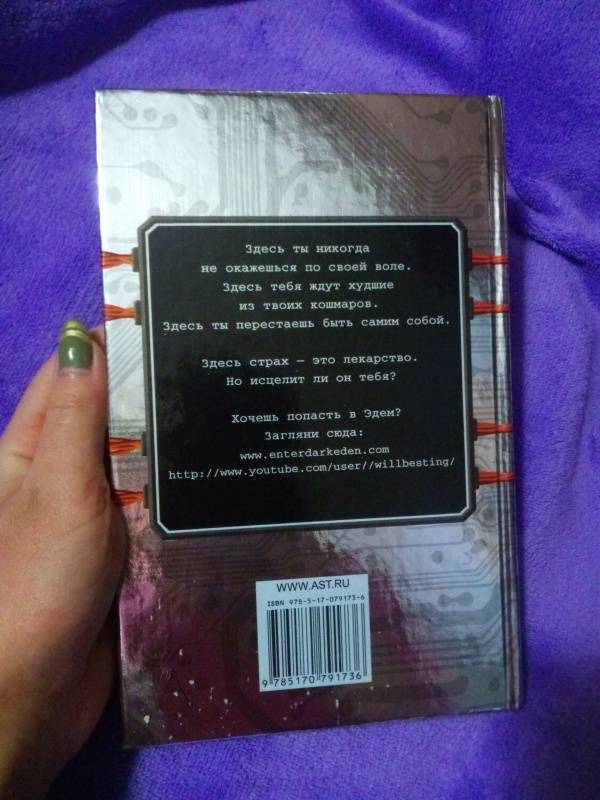 Здесь ты никогда
не окажешься по своей воле.
Здесь тебя ждут худшие
из твоих кошмаров.
Здесь ты перестаешь быть самим собой.
Здесь страх — это лекарство.
Но исцелит ли он тебя?
Хочешь попасть в Эдем?
Загляни сюда:
www.enterdarkeden.com
http://www.youtube.com/user//willbesting/
WWW.AST.RU
ISBN 978-5-17-079173-6
9 785170 791736